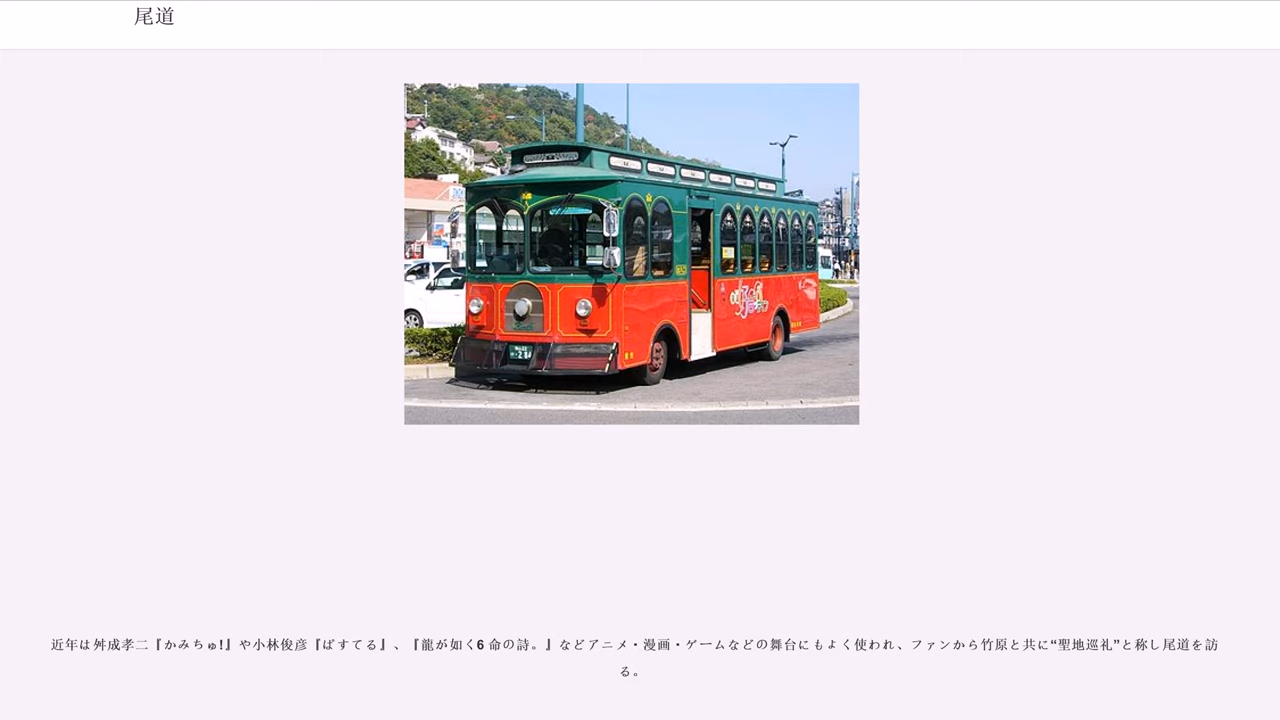 尾道
近年は舛成孝二『かみちゅ!』や小林俊彦『ぱすてる』、『龍が如く6 命の詩。』などアニメ・漫画・ゲームなどの舞台にもよく使われ、ファンから竹原と共に“聖地巡礼”と称し尾道を訪
る。